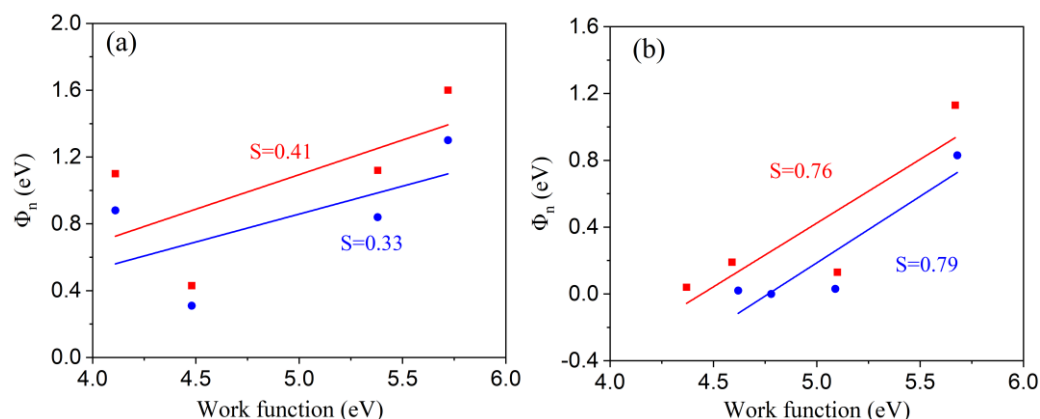 (a)
2.0
1.6
1.2
0.8
0.4
0.0
Φn (eV)
S=0.41
S=0.33
4.0 4.5 5.0 5.5 6.0
Work function (eV)
(b)
1.6
1.2
0.8
0.4
0.0
-0.4
Φn (eV)
S=0.76
S=0.79
4.0 4.5 5.0 5.5 6.0
Work function (eV)